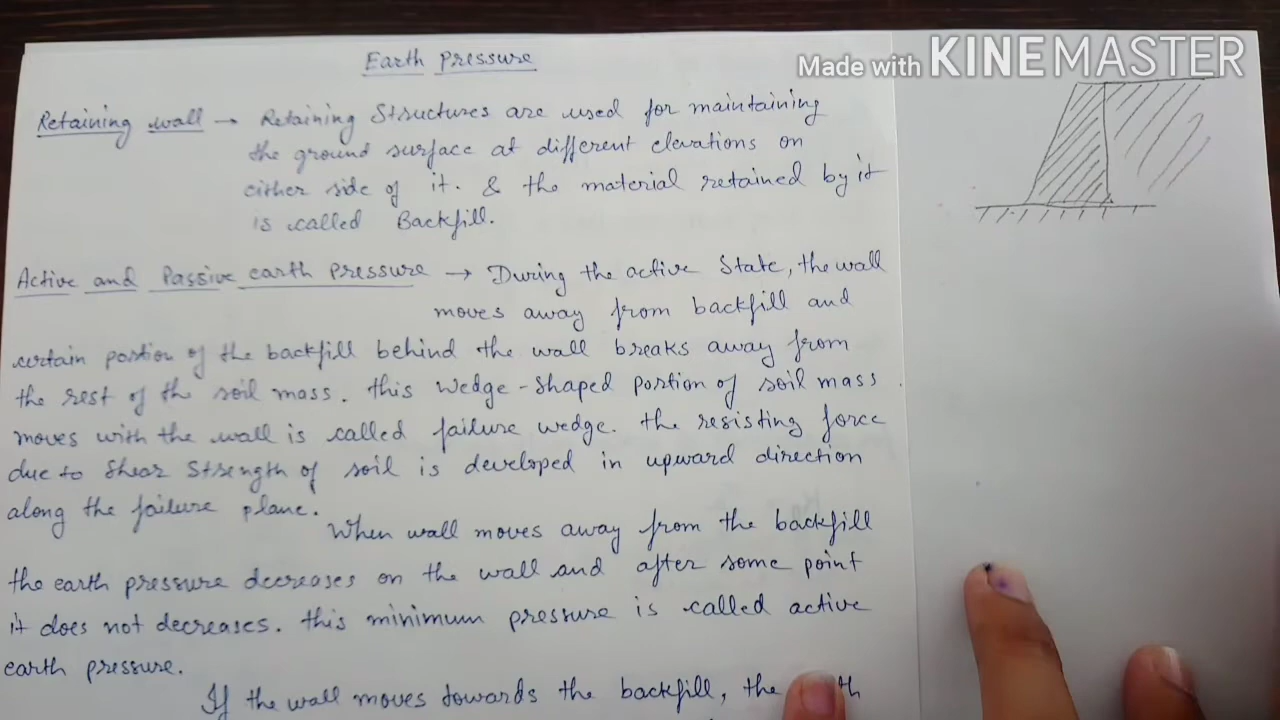 Earth Pressure
Made with KINEMASTER
Retaining wall → Retaining Structures are used for maintaining
the ground surface at different elevations on
either side of it. & the material retained by it
is called Backfill.
Active and Passive earth pressure → During the active State, the wall
moves away from backfill and
certain portion of the backfill behind the wall breaks away from
the rest of the soil mass. this wedge-shaped portion of soil mass
moves with the wall is called failure wedge. the resisting force
due to Shear Strength of soil is developed in upward direction
along the failure plane.
When wall moves away from the backfill
the earth pressure decreases on the wall and after some point
it does not decreases. this minimum pressure is called active
earth pressure.
If the wall moves towards the backfill, the